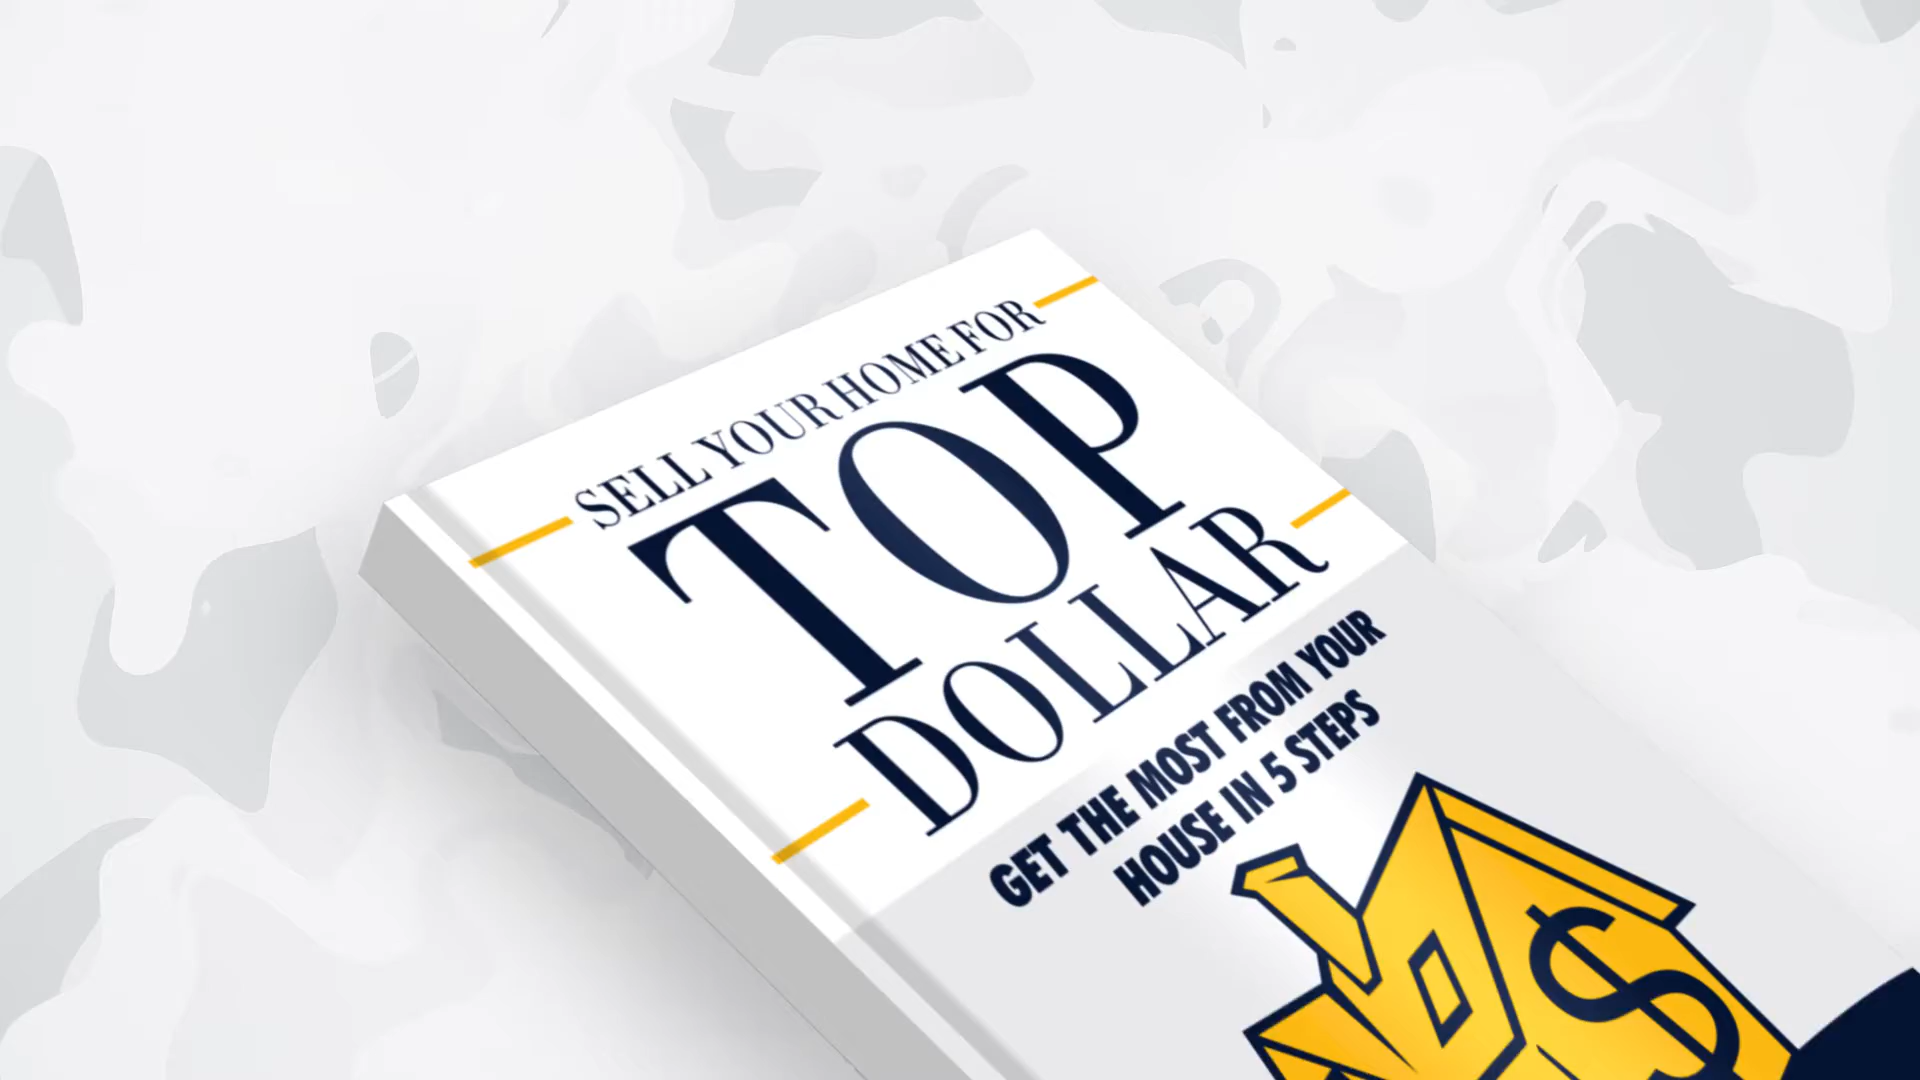 SELL YOUR HOME FOR
TOP
DOLLAR
GET THE MOST FROM YOUR
HOUSE IN 5 STEPS
$